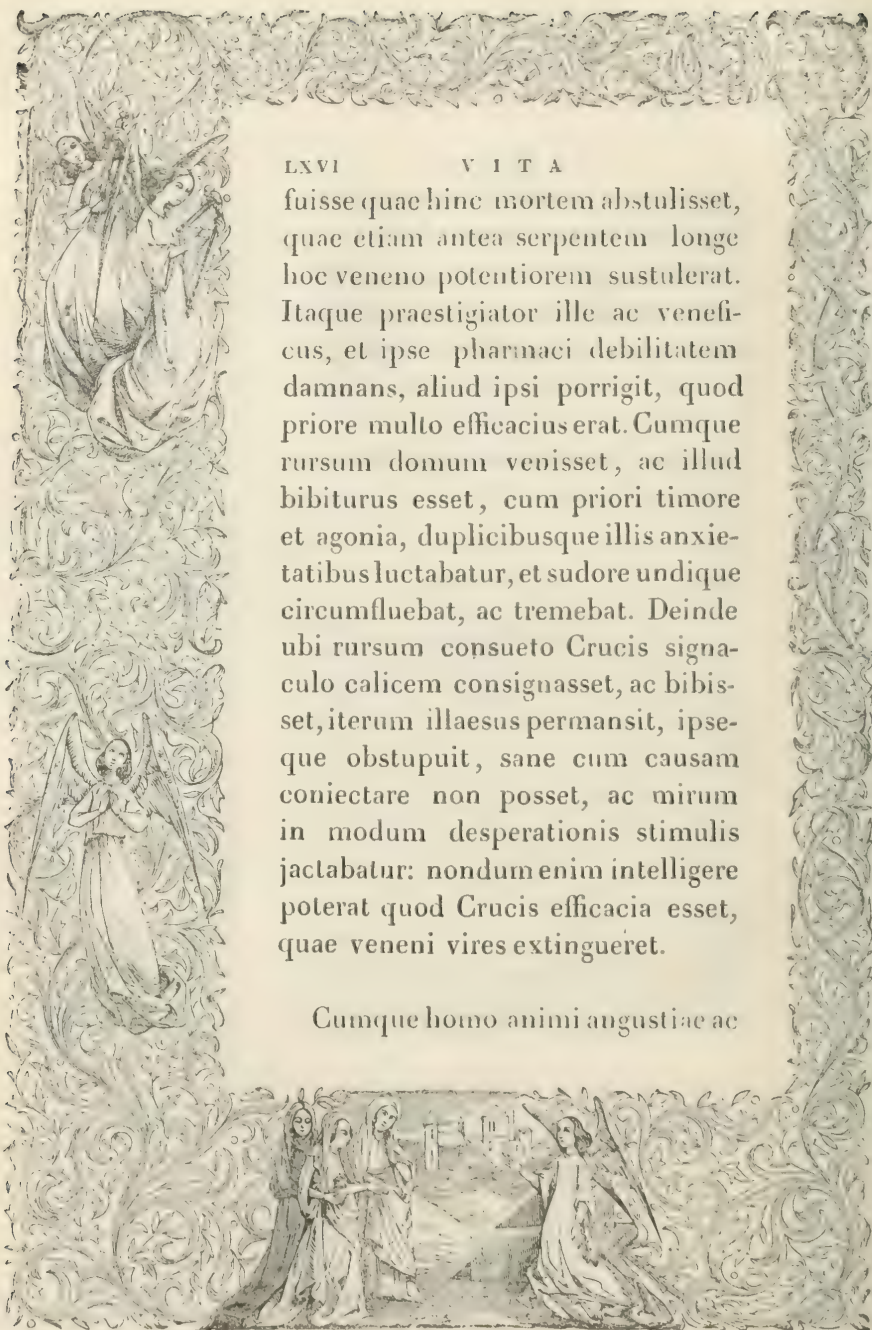 LXVI VITA
fuisse quae hinc mortem abstulisset,
quae etiam antea serpentem longe
hoc veneno potentiorem sustulerat.
Itaque praestigiator ille ac venefi-
cus, et ipse pharmaci debilitatem
damnans, aliud ipsi porrigit, quod
priore multo efficacius erat. Cumque
rursum domum venisset, ac illud
bibiturus esset, cum priori timore
et agonia, duplicibusque illis anxie-
tatibus luctabatur, et sudore undique
circumfluebat, ac tremebat. Deinde
ubi rursum consueto Crucis signa-
culo calicem consignasset, ac bibis-
set, iterum illaesus permansit, ipse-
que obstupuit, sane cum causam
coniectare non posset, ac mirum
in modum desperationis stimulis
jactabatur: nondum enim intelligere
poterat quod Crucis efficacia esset,
quae veneni vires extingueret.
Cumque homo animi angustiae ac